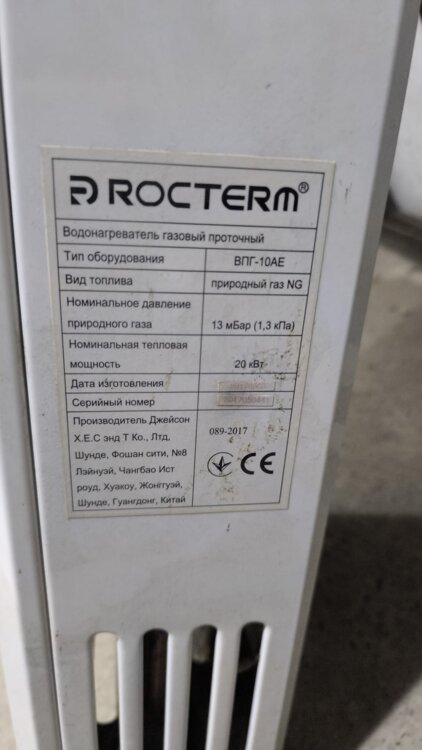 ROCTERM®
Водонагреватель газовый проточный
Тип оборудования ВПГ-10АЕ
Вид топлива природный газ NG
Номинальное давление
природного газа 13 мБар (1,3 кПа)
Номинальная тепловая
мощность 20 кВт
Дата изготовления
Серийный номер
Производитель Джейсон
Х.Е.С энд Т Ко., Лтд,
Шунде, Фошан сити, №8
Лэйнуэй, Чангбао Ист
роуд, Хуакоу, Жонггуэй,
Шунде, Гуангдонг, Китай
089-2017
CE